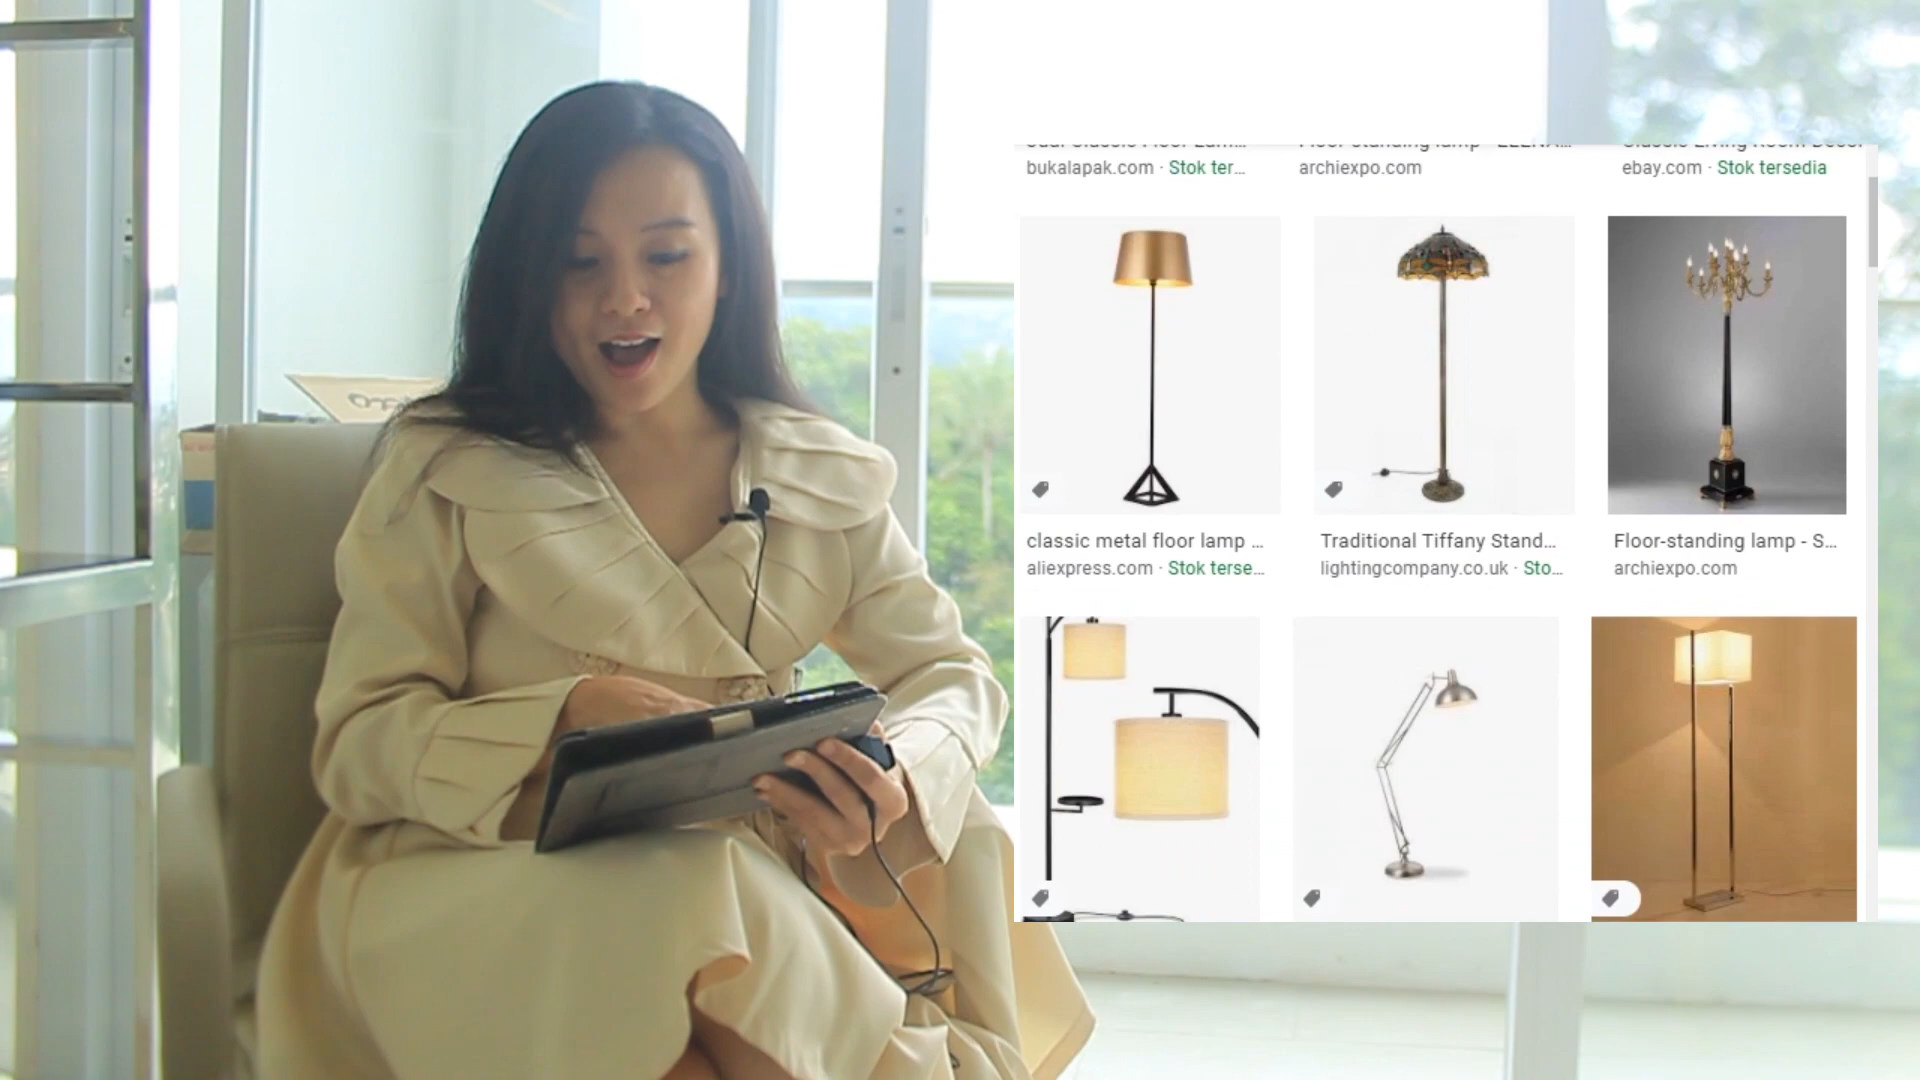 bukalapak.com · Stok ter...
archiexpo.com
ebay.com · Stok tersedia
classic metal floor lamp ...
Traditional Tiffany Stand...
Floor-standing lamp - S...
aliexpress.com · Stok terse...
lightingcompany.co.uk · Sto...
archiexpo.com